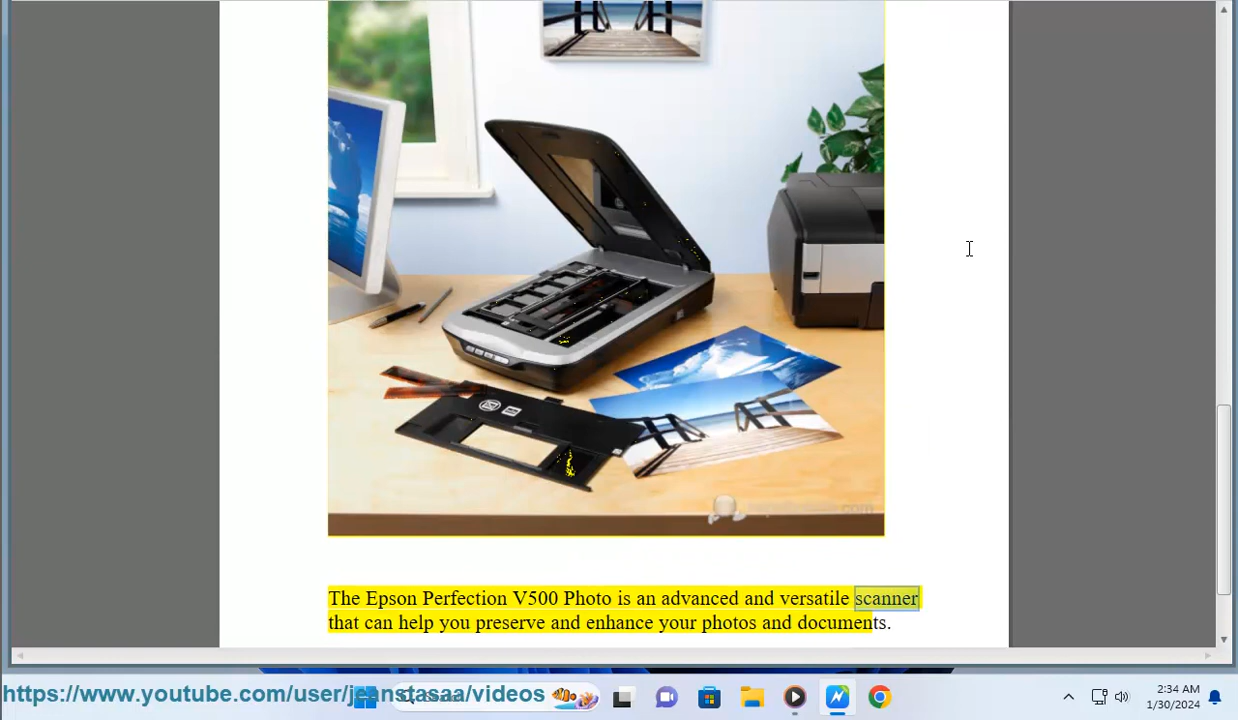 The Epson Perfection V500 Photo is an advanced and versatile scanner
that can help you preserve and enhance your photos and documents.
https://www.youtube.com/user/jeanstasaa/videos
2:34 AM
1/30/2024